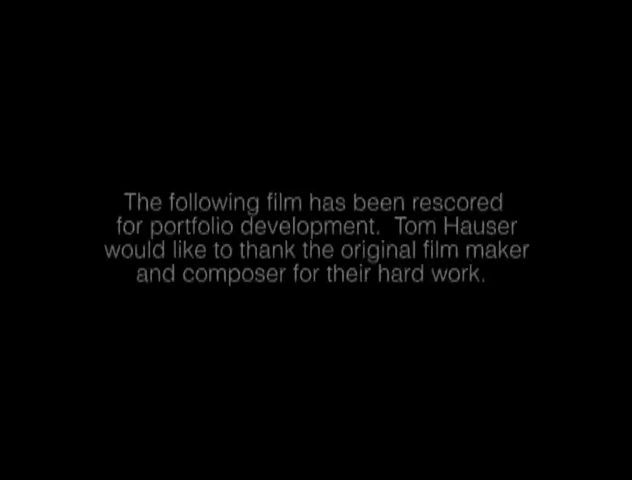 The following film has been rescored
for portfolio development.  Tom Hauser
would like to thank the original film maker
and composer for their hard work.